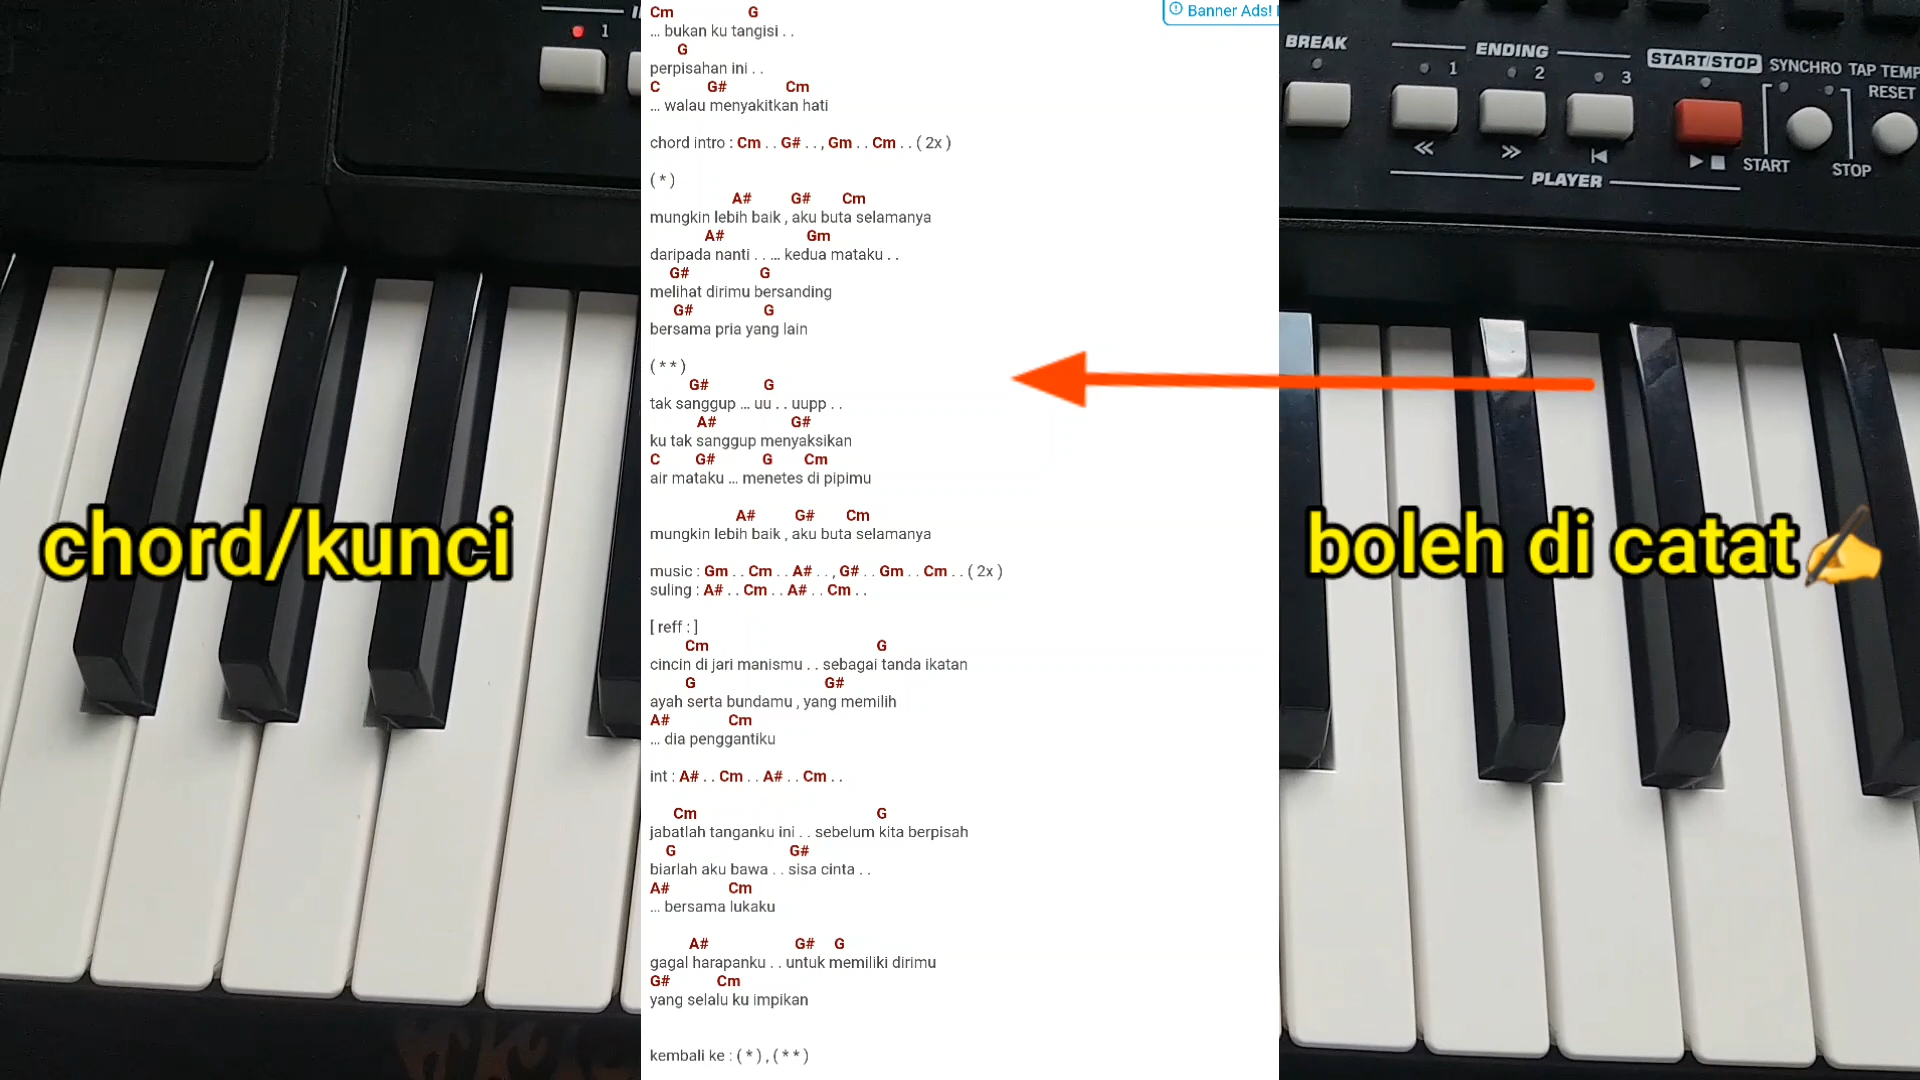 Cm G
... bukan ku tangisi . .
G
perpisahan ini . .
C G# Cm
... walau menyakitkan hati
chord intro : Cm . . G# . . , Gm . . Cm . . ( 2x )
( * )
A# G# Cm
mungkin lebih baik , aku buta selamanya
A# Gm
daripada nanti . . ... kedua mataku . .
G# G
melihat dirimu bersanding
G# G
bersama pria yang lain
( * * )
G# G
tak sanggup ... uu . . uupp . .
A# G#
ku tak sanggup menyaksikan
C G# G Cm
air mataku ... menetes di pipimu
A# G# Cm
mungkin lebih baik , aku buta selamanya
music : Gm . . Cm . . A# . . , G# . . Gm . . Cm . . ( 2x )
suling : A# . . Cm . . A# . . Cm . .
[ reff : ]
Cm G
cincin di jari manismu . . sebagai tanda ikatan
G G#
ayah serta bundamu , yang memilih
A# Cm
... dia penggantiku
int : A# . . Cm . . A# . . Cm . .
Cm G
jabatlah tanganku ini . . sebelum kita berpisah
G G#
biarlah aku bawa . . sisa cinta . .
A# Cm
... bersama lukaku
A# G# G
gagal harapanku . . untuk memiliki dirimu
G# Cm
yang selalu ku impikan
kembali ke : ( * ) , ( * * )
Banner Ads!
chord/kunci
boleh di catat✍
1
BREAK
ENDING
1 2 3
START/STOP
SYNCHRO
TAP TEMP
RESET
START
STOP
PLAYER